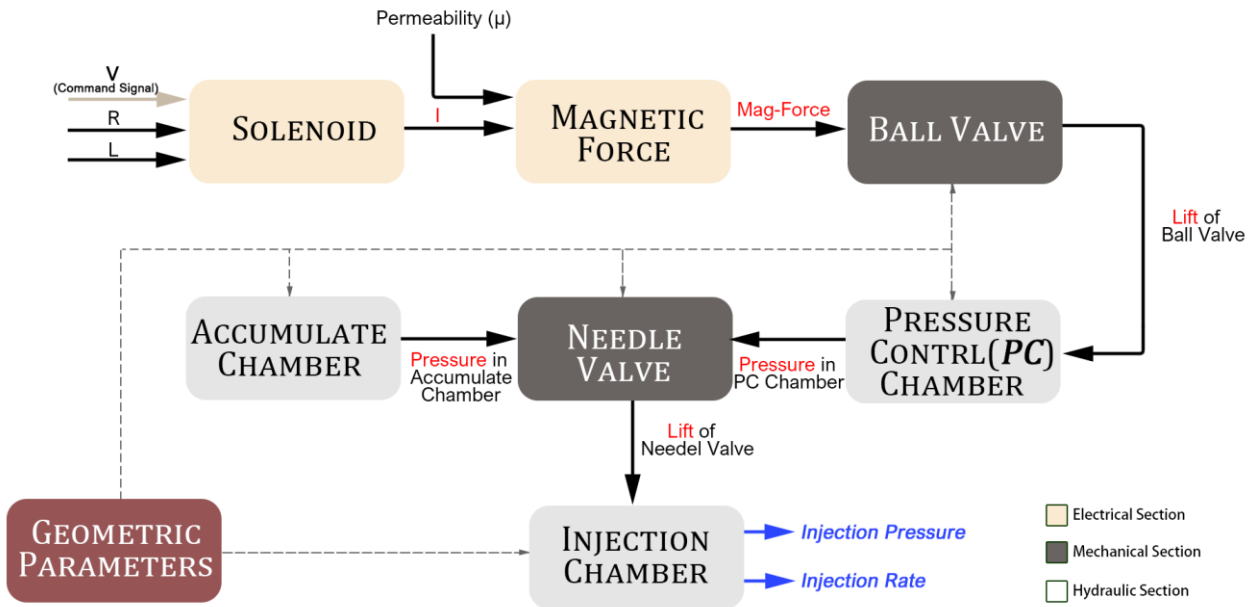 Permeability (μ)
V
(Command Signal)
R
L
SOLENOID
I
MAGNETIC
FORCE
Mag-Force
BALL VALVE
Lift of
Ball Valve
ACCUMULATE
CHAMBER
Pressure in
Accumulate
Chamber
NEEDLE
VALVE
Pressure in
PC Chamber
PRESSURE
CONTRL(PC)
CHAMBER
Lift of
Needel Valve
GEOMETRIC
PARAMETERS
INJECTION
CHAMBER
Injection Pressure
Injection Rate
Electrical Section
Mechanical Section
Hydraulic Section